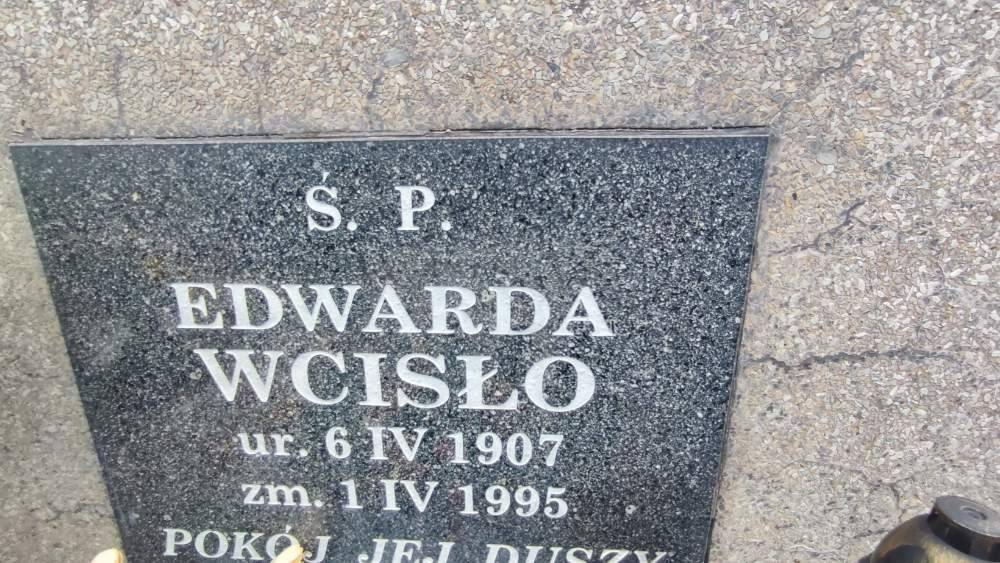 Ś. P.
EDWARDA
WCISŁO
ur. 6 IV 1907
zm. 1 IV 1995
POKÓJ JEJ DUSZY